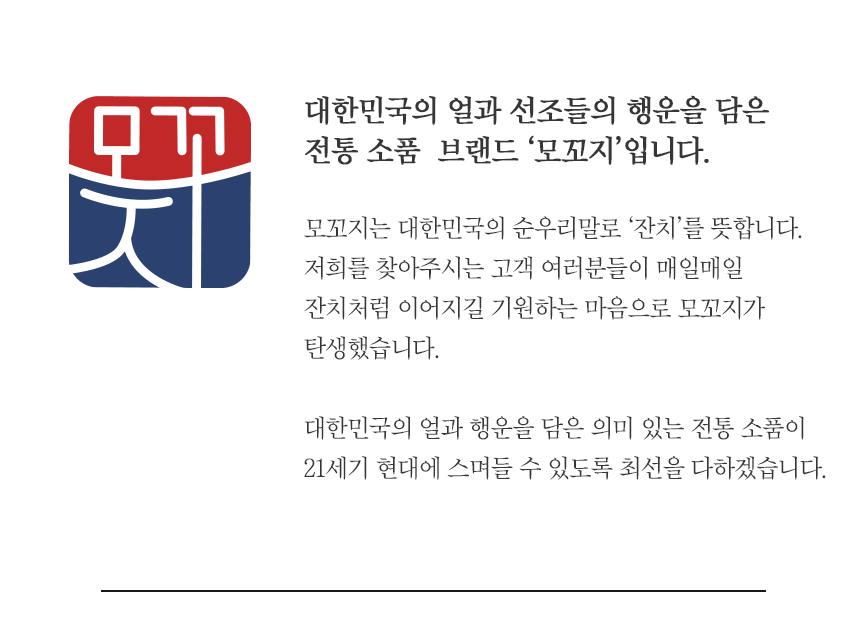 모꼬지
대한민국의 얼과 선조들의 행운을 담은
전통 소품 브랜드 ‘모꼬지’입니다.
모꼬지는 대한민국의 순우리말로 ‘잔치’를 뜻합니다.
저희를 찾아주시는 고객 여러분들이 매일매일
잔치처럼 이어지길 기원하는 마음으로 모꼬지가
탄생했습니다.
대한민국의 얼과 행운을 담은 의미 있는 전통 소품이
21세기 현대에 스며들 수 있도록 최선을 다하겠습니다.